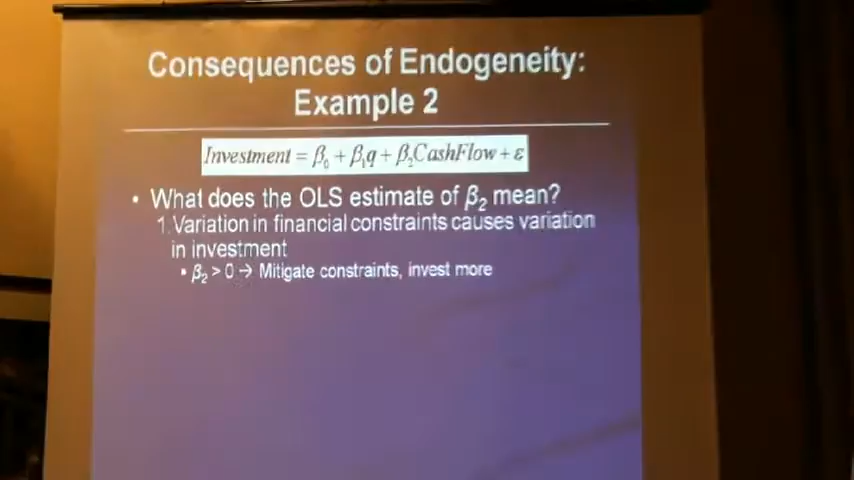 Consequences of Endogeneity:
Example 2
Investment = β₀ + β₁q + β₂CashFlow + ε
• What does the OLS estimate of β₂ mean?
1. Variation in financial constraints causes variation
in investment
▪ β₂ > 0 → Mitigate constraints, invest more